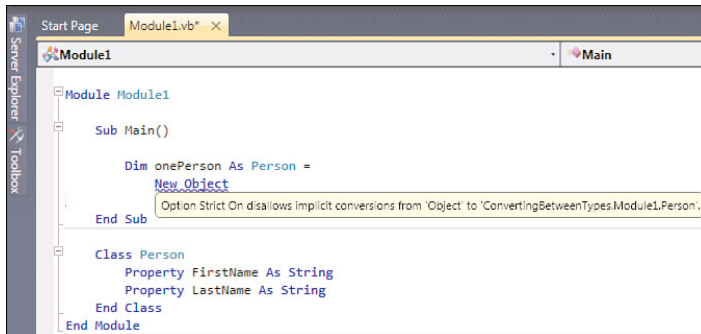 Start Page
Module1.vb* ×
Server Explorer
Toolbox
Module1
Main
Module Module1
Sub Main()
Dim onePerson As Person =
New Object
Option Strict On disallows implicit conversions from 'Object' to 'ConvertingBetweenTypes.Module1.Person'.
End Sub
Class Person
Property FirstName As String
Property LastName As String
End Class
End Module